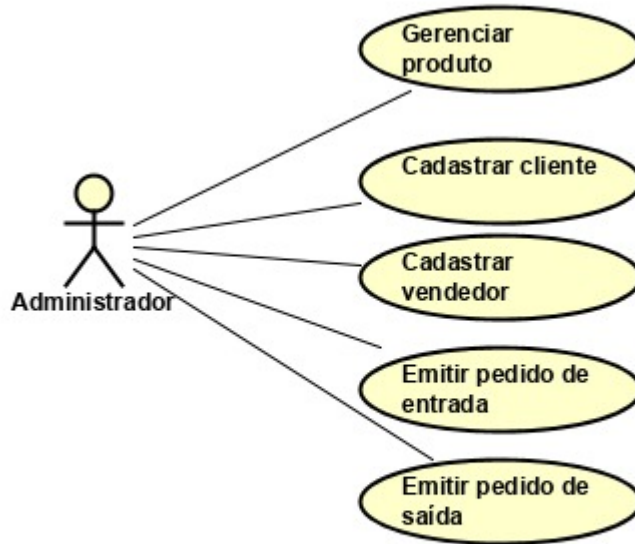 Gerenciar
produto
Cadastrar cliente
Administrador
Cadastrar
vendedor
Emitir pedido de
entrada
Emitir pedido de
saída